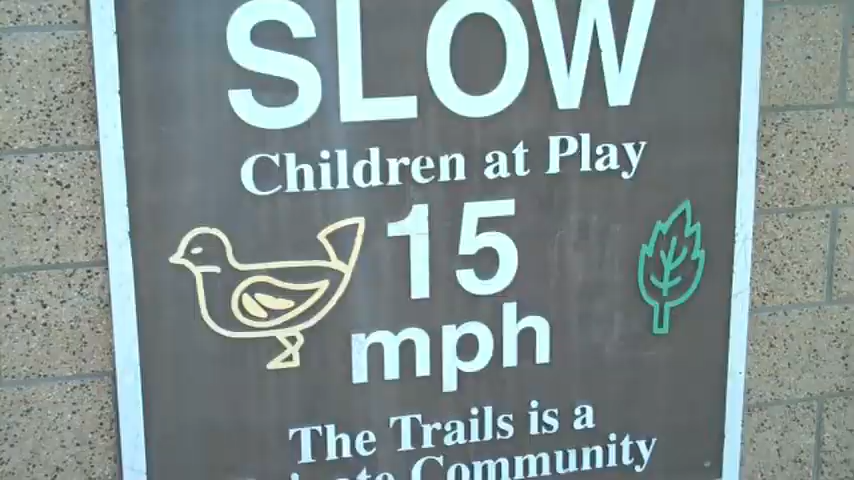 SLOW
Children at Play
15
mph
The Trails is a
Community